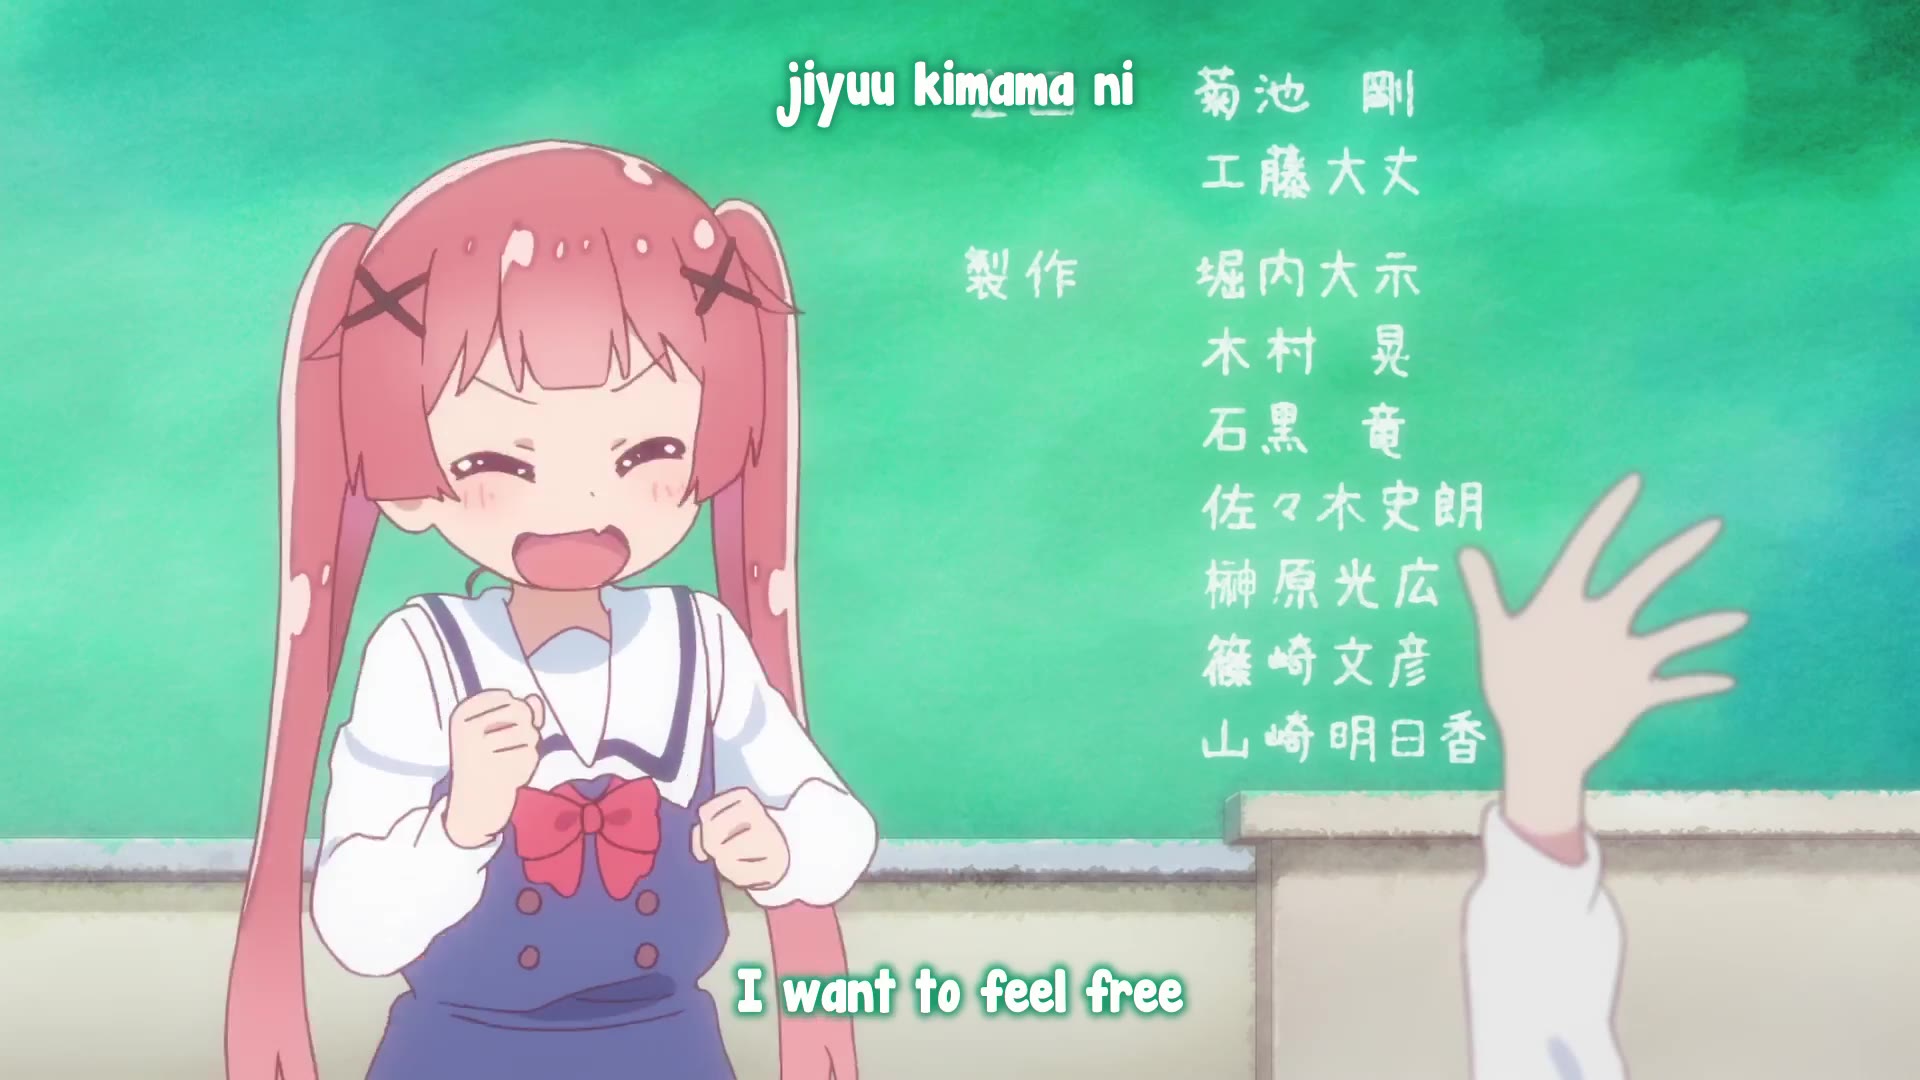 jiyuu kimama ni
菊池 剛
工藤大丈
製作 堀内大示
木村 晃
石黒 竜
佐々木史朗
榊原光広
篠崎文彦
山崎明日香
I want to feel free